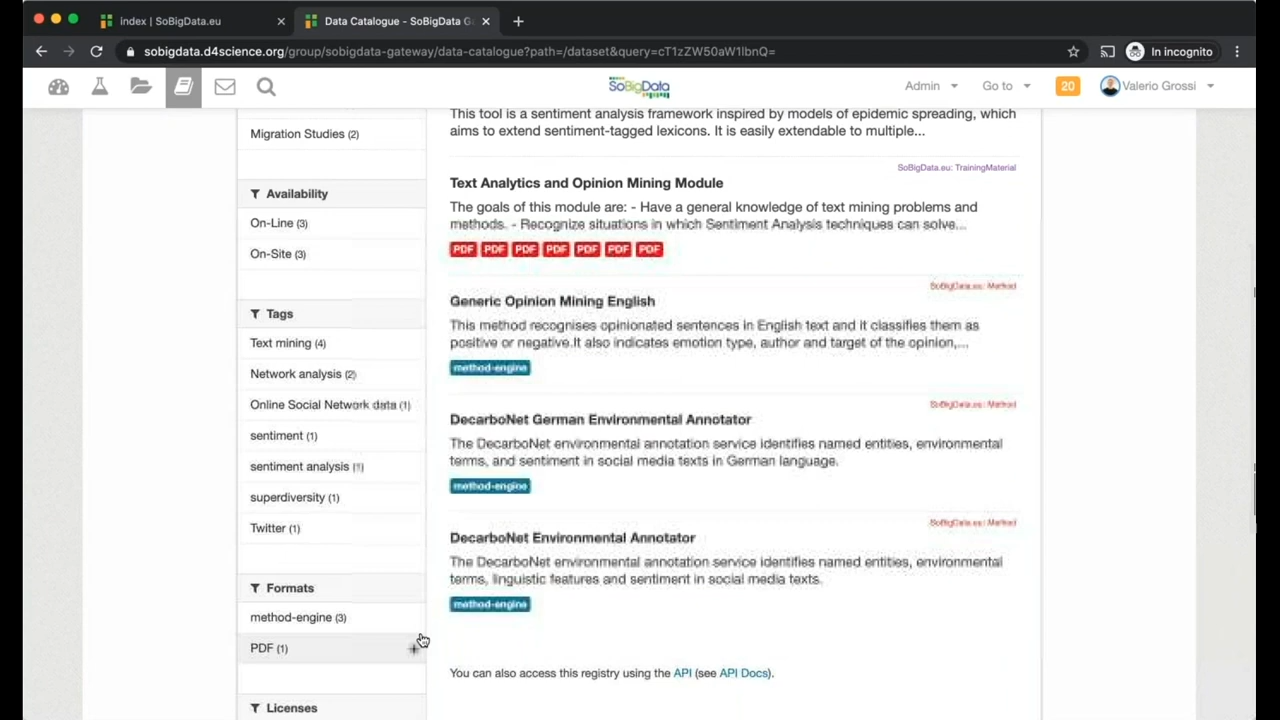 index | SoBigData.eu
Data Catalogue - SoBigData G
sobigdata.d4science.org/group/sobigdata-gateway/data-catalogue?path=/dataset&query=cT1zZW50aW1lbnQ=
In incognito
SoBigData
Admin
Go to
20
Valerio Grossi
Migration Studies (2)
Availability
On-Line (3)
On-Site (3)
Tags
Text mining (4)
Network analysis (2)
Online Social Network data (1)
sentiment (1)
sentiment analysis (1)
superdiversity (1)
Twitter (1)
Formats
method-engine (3)
PDF (1)
Licenses
This tool is a sentiment analysis framework inspired by models of epidemic spreading, which
aims to extend sentiment-tagged lexicons. It is easily extendable to multiple...
SoBigData.eu: TrainingMaterial
Text Analytics and Opinion Mining Module
The goals of this module are: - Have a general knowledge of text mining problems and
methods. - Recognize situations in which Sentiment Analysis techniques can solve...
PDF PDF PDF PDF PDF PDF PDF
SoBigData.eu: Method
Generic Opinion Mining English
This method recognises opinionated sentences in English text and it classifies them as
positive or negative.It also indicates emotion type, author and target of the opinion,...
method-engine
SoBigData.eu: Method
DecarboNet German Environmental Annotator
The DecarboNet environmental annotation service identifies named entities, environmental
terms, and sentiment in social media texts in German language.
method-engine
SoBigData.eu: Method
DecarboNet Environmental Annotator
The DecarboNet environmental annotation service identifies named entities, environmental
terms, linguistic features and sentiment in social media texts.
method-engine
You can also access this registry using the API (see API Docs).